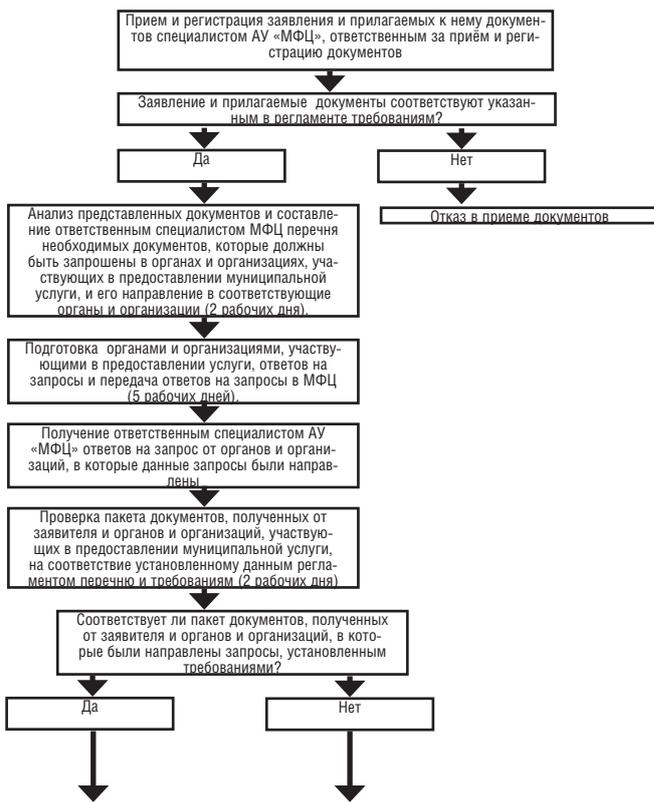 Прием и регистрация заявления и прилагаемых к нему докумен-
тов специалистом АУ «МФЦ», ответственным за приём и реги-
страцию документов
Заявление и прилагаемые документы соответствуют указан-
ным в регламенте требованиям?
Да
Нет
Отказ в приеме документов
Анализ представленных документов и составле-
ние ответственным специалистом МФЦ перечня
необходимых документов, которые должны
быть запрошены в органах и организациях, уча-
ствующих в предоставлении муниципальной
услуги, и его направление в соответствующие
органы и организации (2 рабочих дня).
Подготовка органами и организациями, участву-
ющими в предоставлении услуги, ответов на
запросы и передача ответов на запросы в МФЦ
(5 рабочих дней).
Получение ответственным специалистом АУ
«МФЦ» ответов на запрос от органов и органи-
заций, в которые данные запросы были направ-
лены
Проверка пакета документов, полученных от
заявителя и органов и организаций, участвую-
щих в предоставлении муниципальной услуги,
на соответствие установленному данным регла-
ментом перечню и требованиям (2 рабочих дня)
Соответствует ли пакет документов, полученных
от заявителя и органов и организаций, в кото-
рые были направлены запросы, установленным
требованиями?
Да
Нет